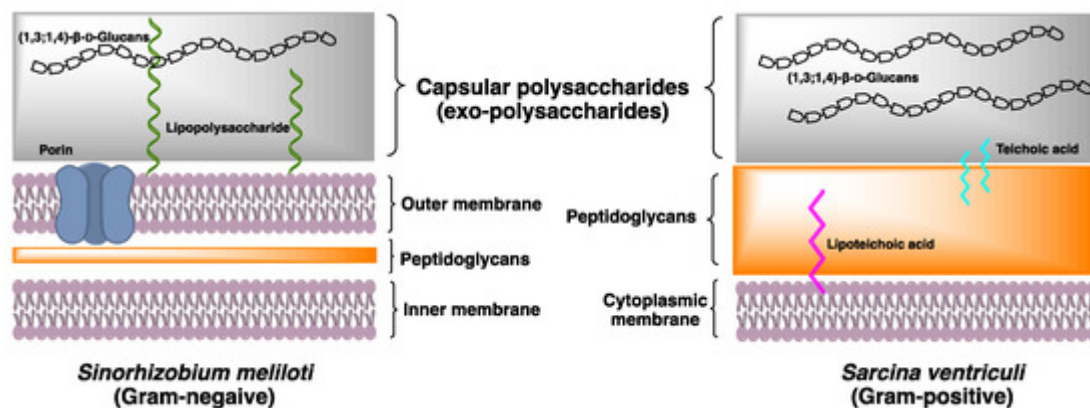 (1,3;1,4)-β-D-Glucans
Lipopolysaccharide
Porin
Capsular polysaccharides
(exo-polysaccharides)
Outer membrane
Peptidoglycans
Inner membrane
Sinorhizobium meliloti
(Gram-negaive)
(1,3;1,4)-β-D-Glucans
Teichoic acid
Peptidoglycans
Lipoteichoic acid
Cytoplasmic
membrane
Sarcina ventriculi
(Gram-positive)